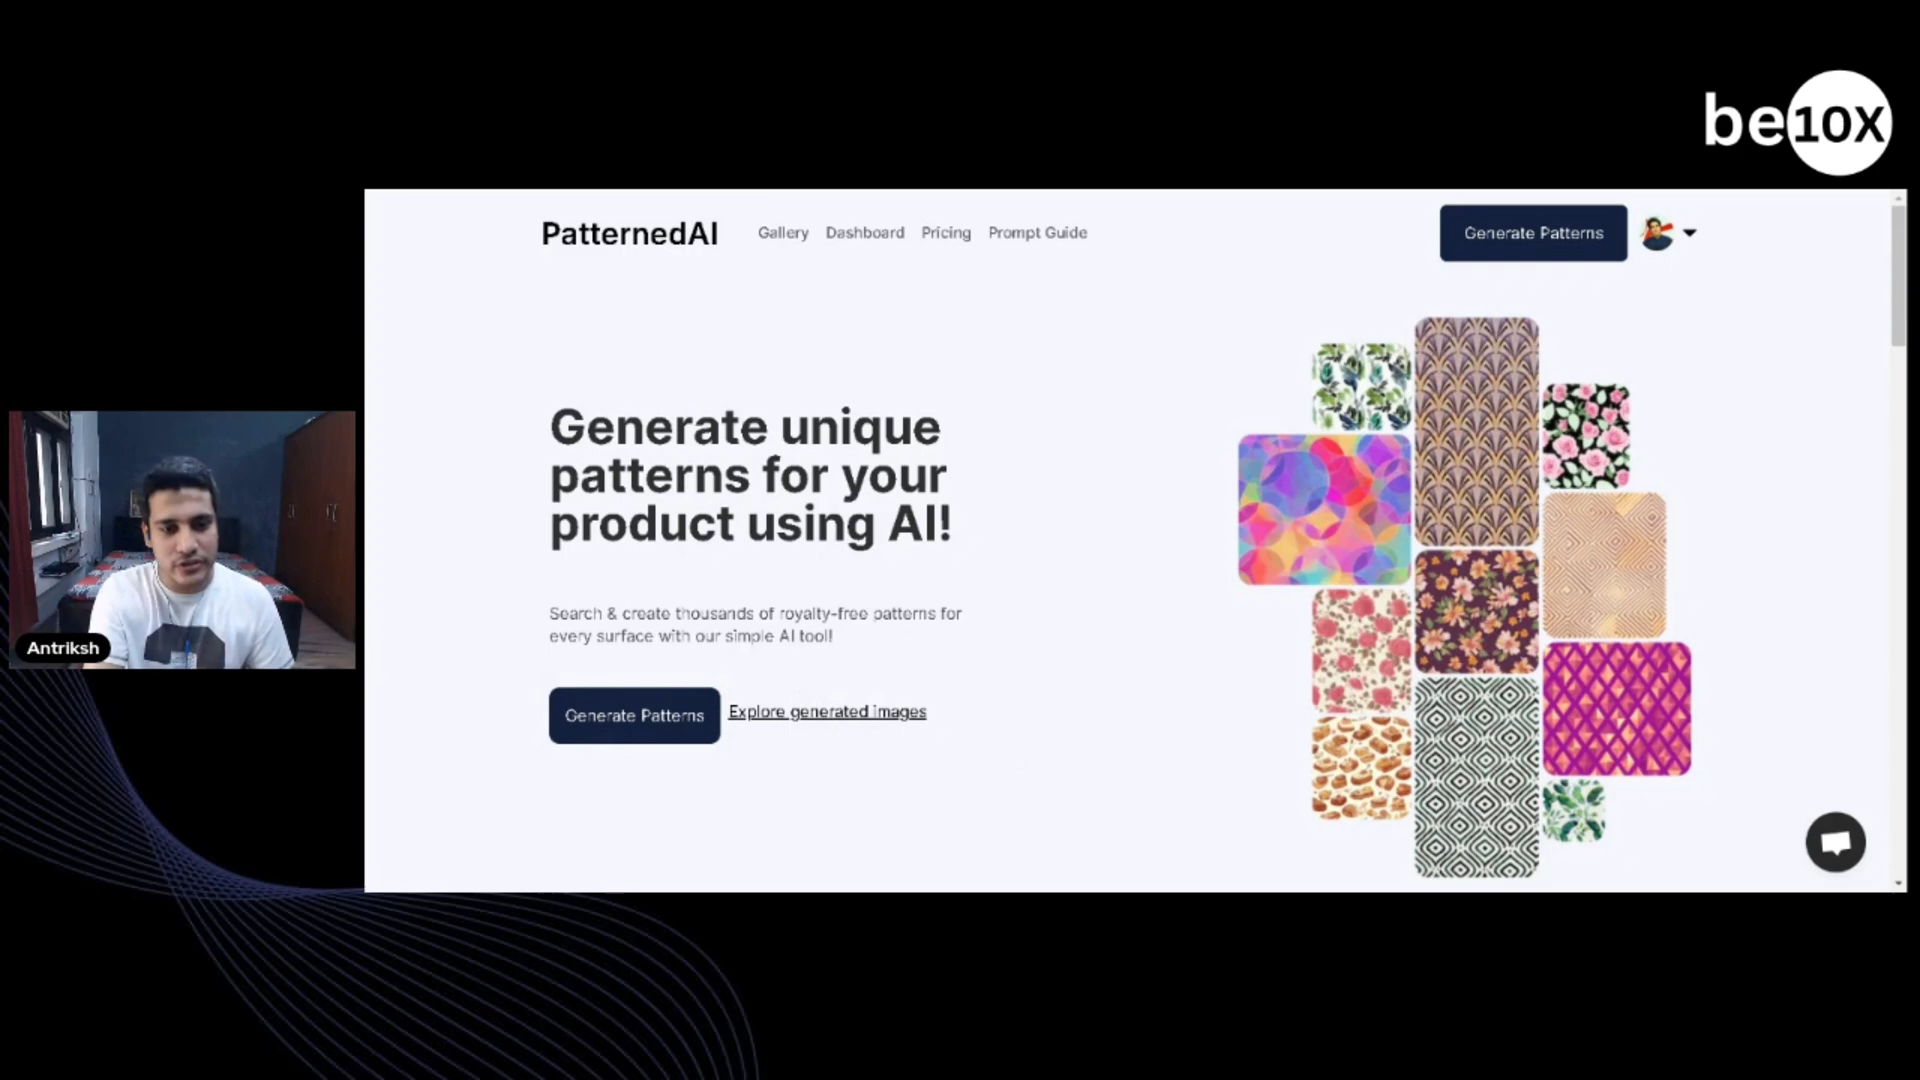 be10X
PatternedAI
Gallery Dashboard Pricing Prompt Guide
Generate Patterns
Generate unique
patterns for your
product using AI!
Search & create thousands of royalty-free patterns for
every surface with our simple AI tool!
Generate Patterns
Explore generated images
Antriksh